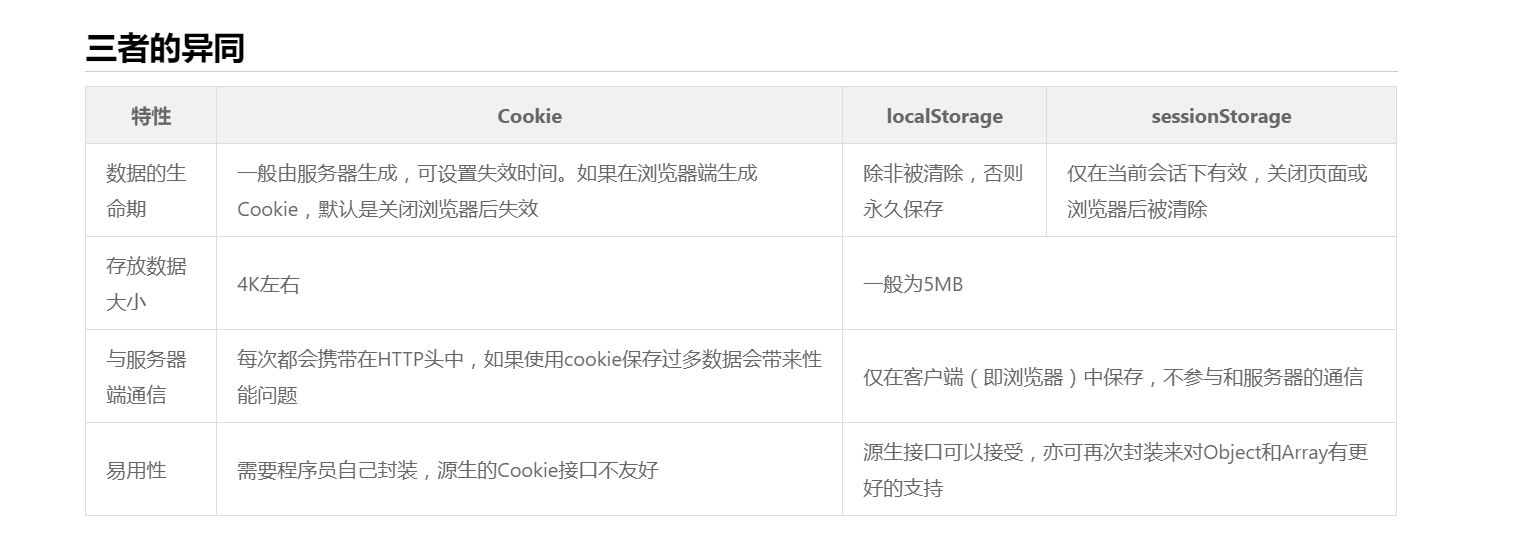 三者的异同
特性
Cookie
localStorage
sessionStorage
数据的生
命期
一般由服务器生成，可设置失效时间。如果在浏览器端生成
Cookie，默认是关闭浏览器后失效
除非被清除，否则
永久保存
仅在当前会话下有效，关闭页面或
浏览器后被清除
存放数据
大小
4K左右
一般为5MB
与服务器
端通信
每次都会携带在HTTP头中，如果使用cookie保存过多数据会带来性
能问题
仅在客户端（即浏览器）中保存，不参与和服务器的通信
易用性
需要程序员自己封装，源生的Cookie接口不友好
源生接口可以接受，亦可再次封装来对Object和Array有更
好的支持